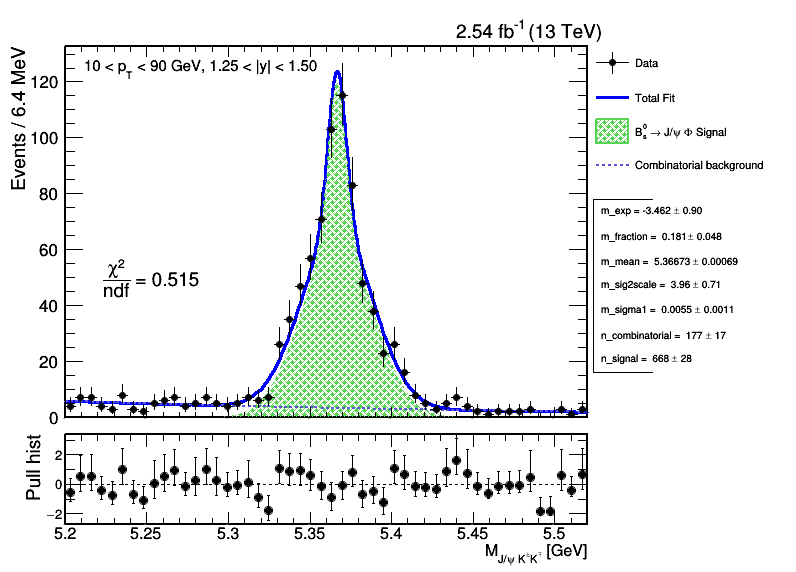 2.54 fb⁻¹ (13 TeV)
Events / 6.4 MeV
10 < p_T < 90 GeV, 1.25 < |y| < 1.50
120
100
80
60
40
20
0
χ²/ndf = 0.515
Data
Total Fit
B_s^0 → J/ψ Φ Signal
Combinatorial background
m_exp = -3.462 ± 0.90
m_fraction = 0.181 ± 0.048
m_mean = 5.36673 ± 0.00069
m_sig2scale = 3.96 ± 0.71
m_sigma1 = 0.0055 ± 0.0011
n_combinatorial = 177 ± 17
n_signal = 668 ± 28
Pull hist
2
0
−2
5.2 5.25 5.3 5.35 5.4 5.45 5.5
M_{J/ψ K^±K^∓} [GeV]